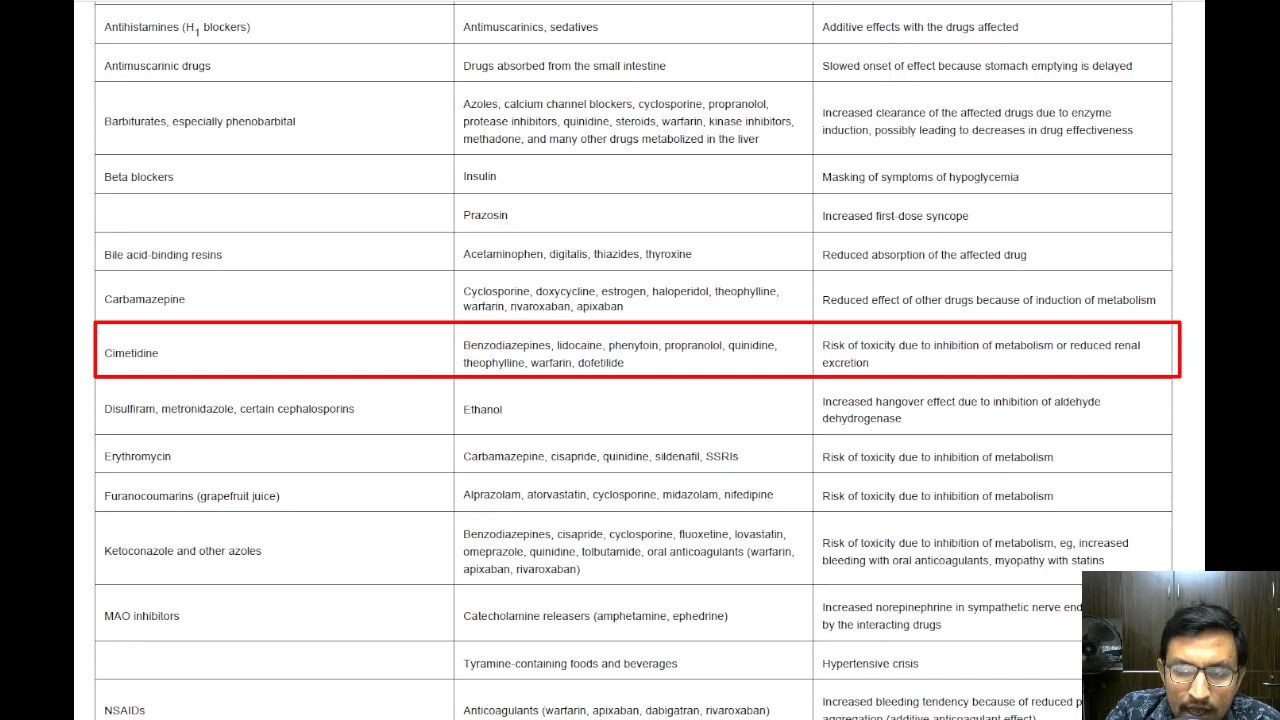 Antihistamines (H1 blockers)
Antimuscarinics, sedatives
Additive effects with the drugs affected
Antimuscarinic drugs
Drugs absorbed from the small intestine
Slowed onset of effect because stomach emptying is delayed
Barbiturates, especially phenobarbital
Azoles, calcium channel blockers, cyclosporine, propranolol,
protease inhibitors, quinidine, steroids, warfarin, kinase inhibitors,
methadone, and many other drugs metabolized in the liver
Increased clearance of the affected drugs due to enzyme
induction, possibly leading to decreases in drug effectiveness
Beta blockers
Insulin
Masking of symptoms of hypoglycemia
Prazosin
Increased first-dose syncope
Bile acid-binding resins
Acetaminophen, digitalis, thiazides, thyroxine
Reduced absorption of the affected drug
Carbamazepine
Cyclosporine, doxycycline, estrogen, haloperidol, theophylline,
warfarin, rivaroxaban, apixaban
Reduced effect of other drugs because of induction of metabolism
Cimetidine
Benzodiazepines, lidocaine, phenytoin, propranolol, quinidine,
theophylline, warfarin, dofetilide
Risk of toxicity due to inhibition of metabolism or reduced renal
excretion
Disulfiram, metronidazole, certain cephalosporins
Ethanol
Increased hangover effect due to inhibition of aldehyde
dehydrogenase
Erythromycin
Carbamazepine, cisapride, quinidine, sildenafil, SSRIs
Risk of toxicity due to inhibition of metabolism
Furanocoumarins (grapefruit juice)
Alprazolam, atorvastatin, cyclosporine, midazolam, nifedipine
Risk of toxicity due to inhibition of metabolism
Ketoconazole and other azoles
Benzodiazepines, cisapride, cyclosporine, fluoxetine, lovastatin,
omeprazole, quinidine, tolbutamide, oral anticoagulants (warfarin,
apixaban, rivaroxaban)
Risk of toxicity due to inhibition of metabolism, eg, increased
bleeding with oral anticoagulants, myopathy with statins
MAO inhibitors
Catecholamine releasers (amphetamine, ephedrine)
Increased norepinephrine in sympathetic nerve
by the interacting drugs
Tyramine-containing foods and beverages
Hypertensive crisis
NSAIDs
Anticoagulants (warfarin, apixaban, dabigatran, rivaroxaban)
Increased bleeding tendency because of reduced
aggregation (additive anticoagulant effect)